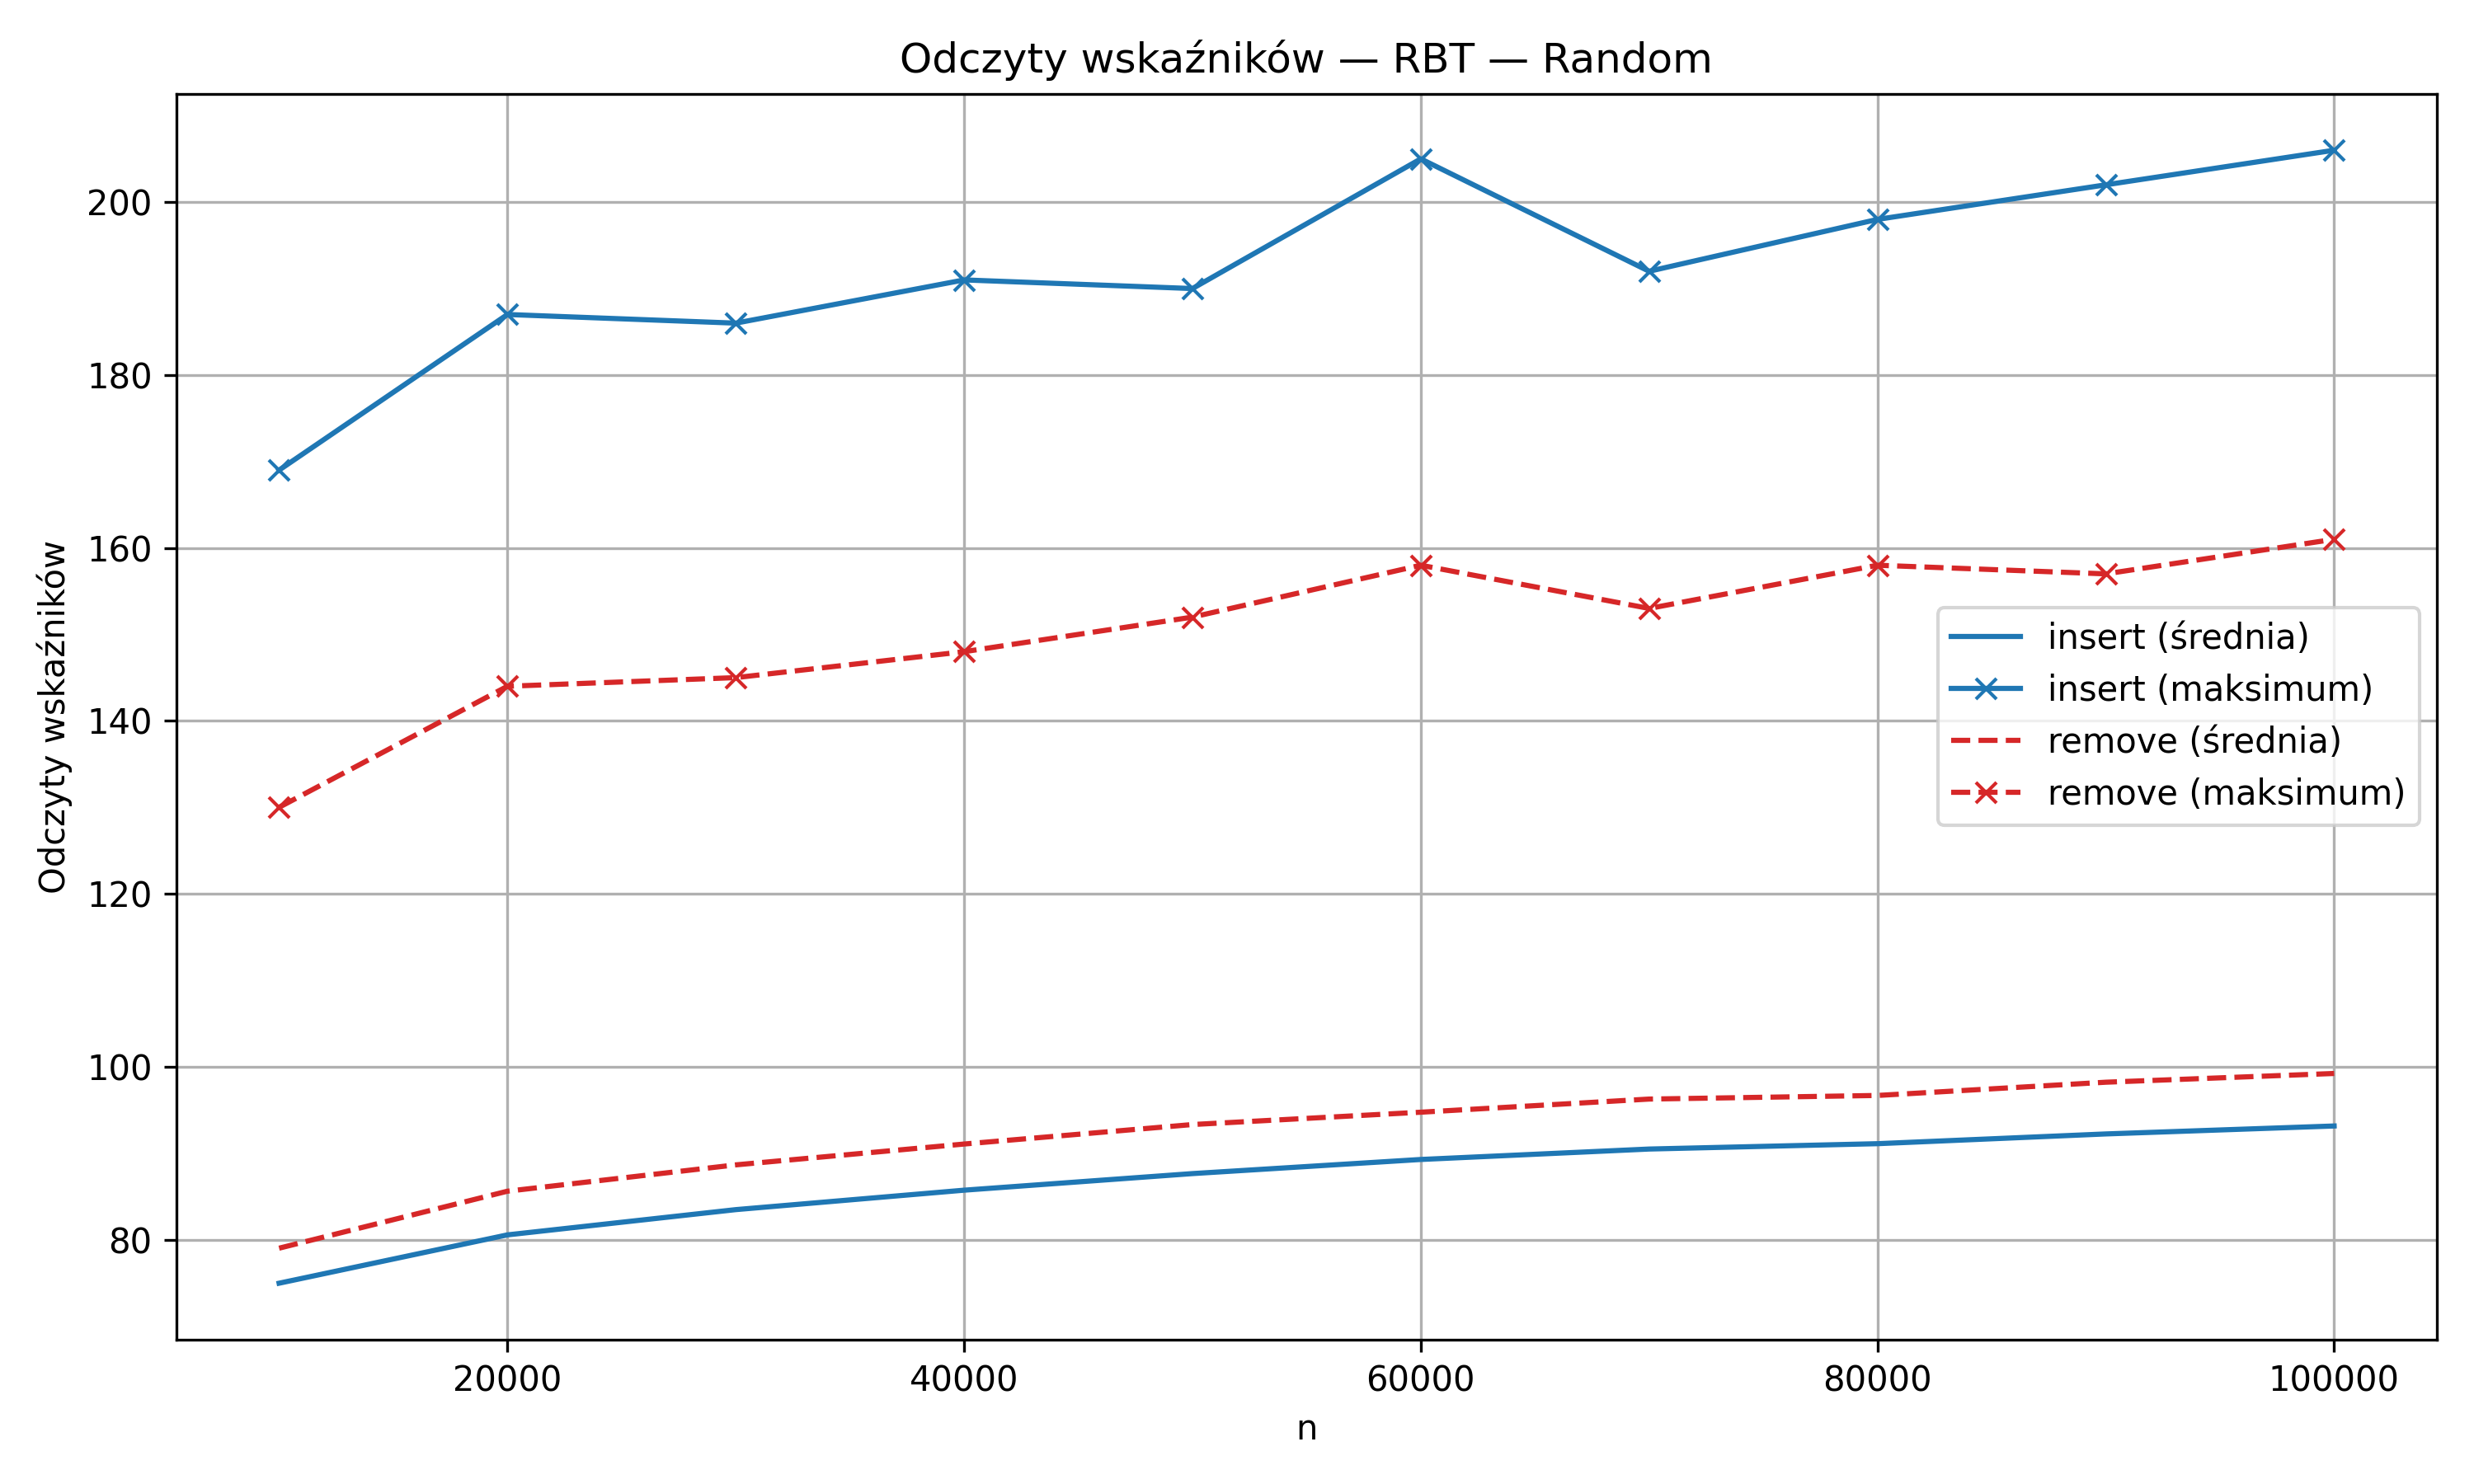 Odczyty wskaźników — RBT — Random
Odczyty wskaźników
200
180
160
140
120
100
80
insert (średnia)
insert (maksimum)
remove (średnia)
remove (maksimum)
20000 40000 60000 80000 100000
n